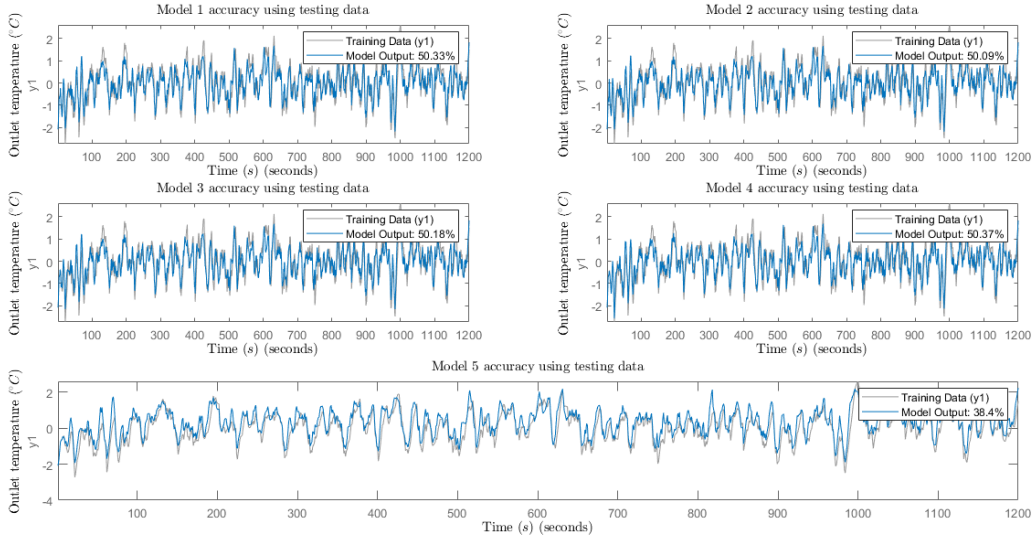 Model 1 accuracy using testing data
Outlet temperature (°C)
y1
2
1
0
-1
-2
Training Data (y1)
Model Output: 50.33%
100 200 300 400 500 600 700 800 900 1000 1100 1200
Time (s) (seconds)
Model 2 accuracy using testing data
Outlet temperature (°C)
y1
2
1
0
-1
-2
Training Data (y1)
Model Output: 50.09%
100 200 300 400 500 600 700 800 900 1000 1100 1200
Time (s) (seconds)
Model 3 accuracy using testing data
Outlet temperature (°C)
y1
2
1
0
-1
-2
Training Data (y1)
Model Output: 50.18%
100 200 300 400 500 600 700 800 900 1000 1100 1200
Time (s) (seconds)
Model 4 accuracy using testing data
Outlet temperature (°C)
y1
2
1
0
-1
-2
Training Data (y1)
Model Output: 50.37%
100 200 300 400 500 600 700 800 900 1000 1100 1200
Time (s) (seconds)
Model 5 accuracy using testing data
Outlet temperature (°C)
y1
2
0
-2
-4
Training Data (y1)
Model Output: 38.4%
100 200 300 400 500 600 700 800 900 1000 1100 1200
Time (s) (seconds)